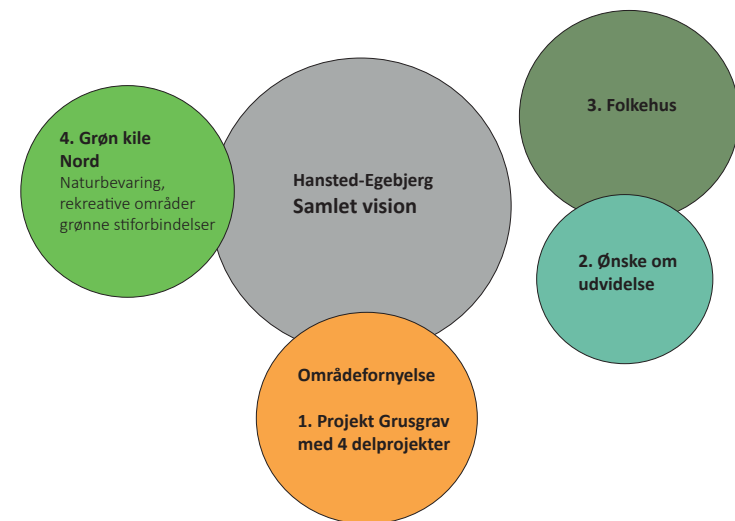 4. Grøn kile
Nord
Naturbevaring,
rekreative områder
grønne stiforbindelser
Hansted-Egebjerg
Samlet vision
3. Folkehus
2. Ønske om
udvidelse
Områdefornyelse
1. Projekt Grusgrav
med 4 delprojekter